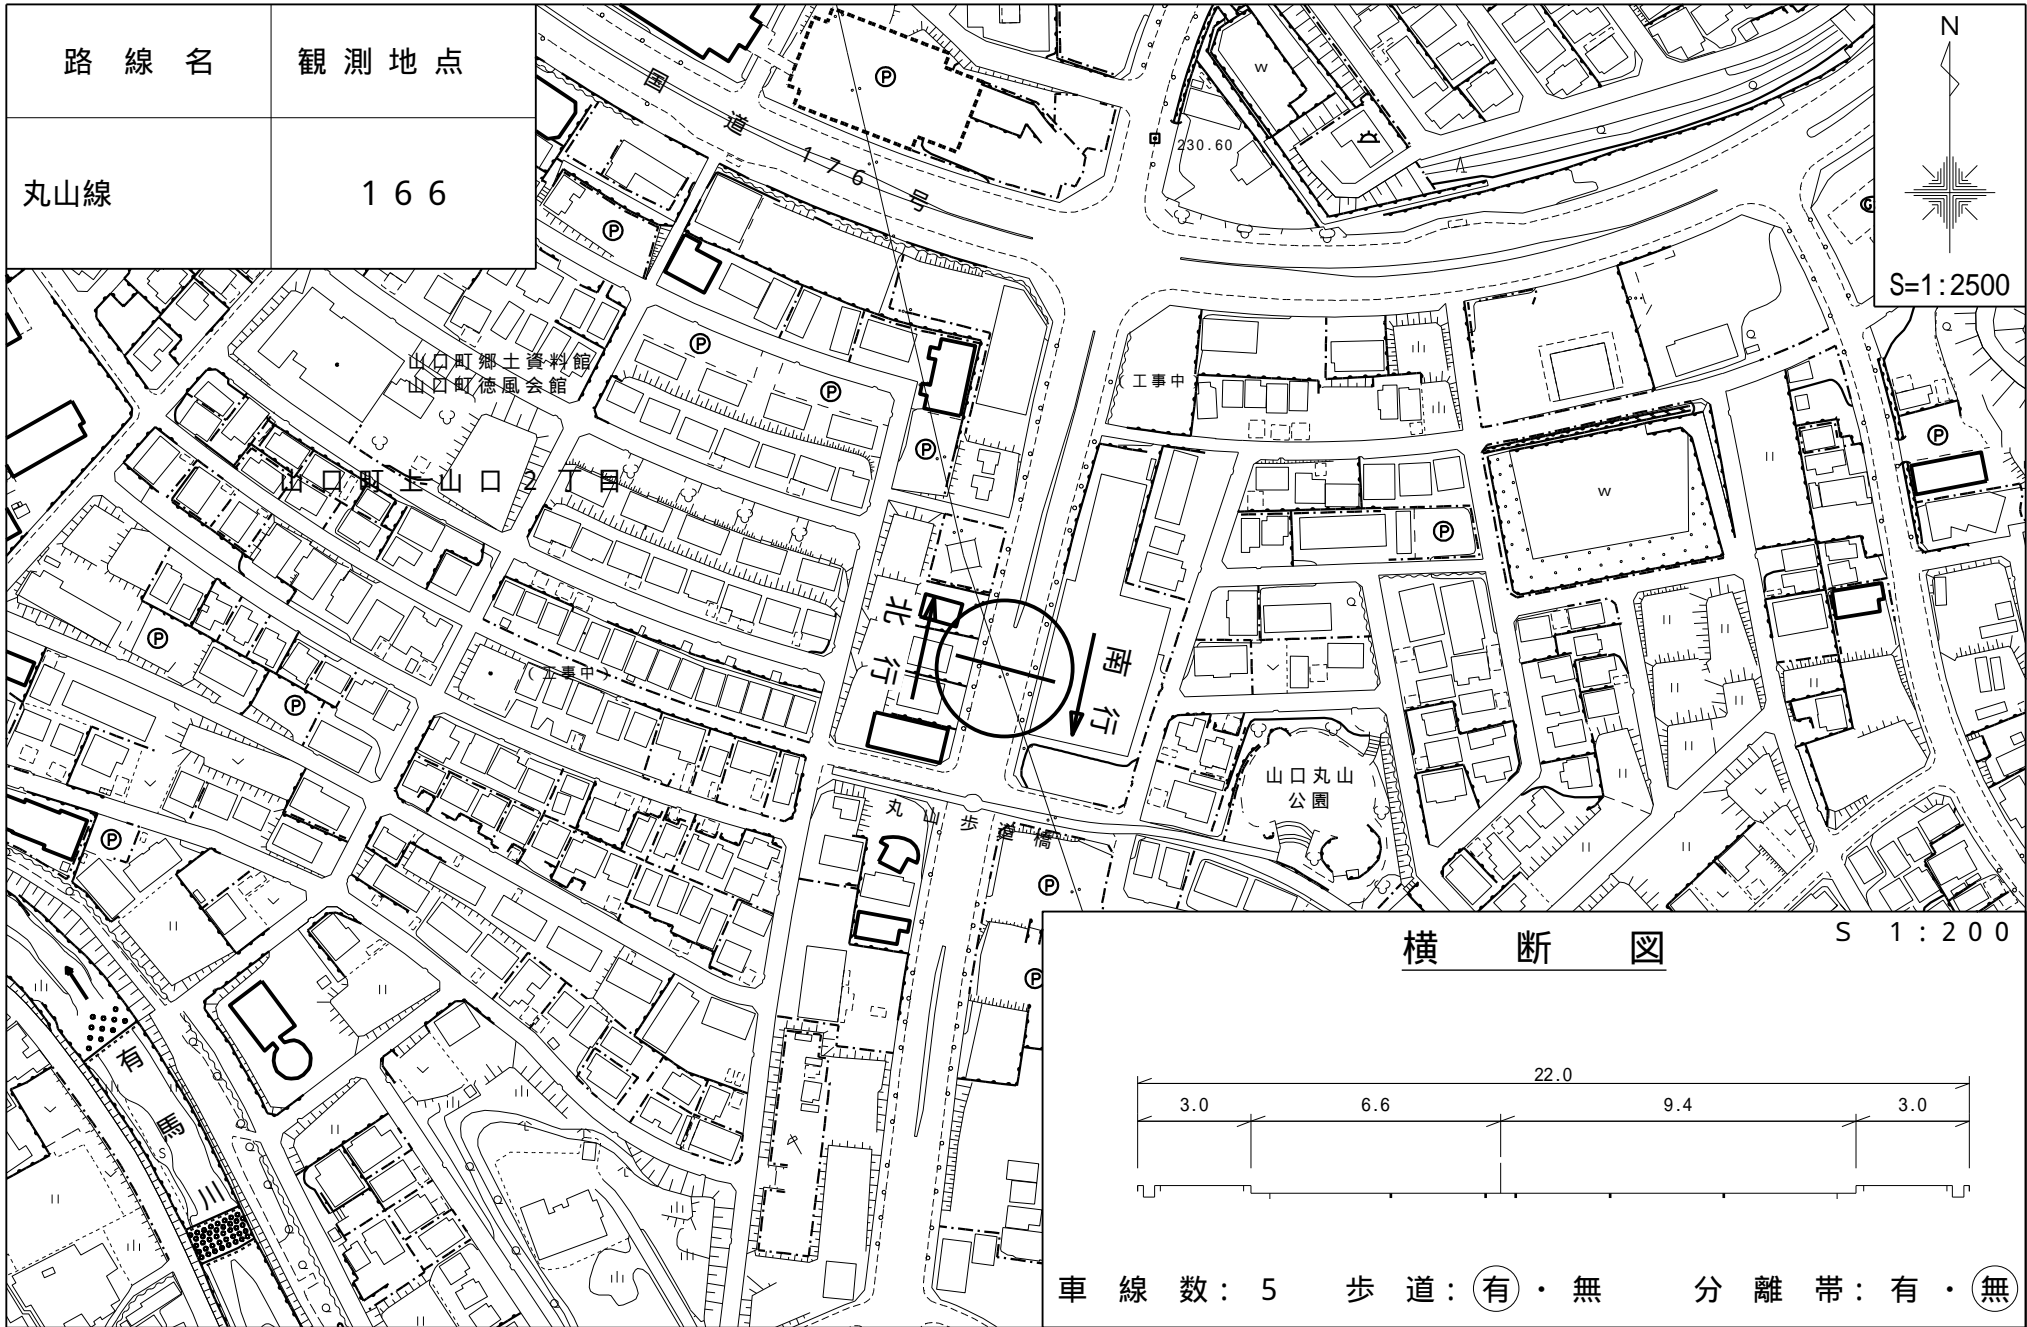 路線名
観測地点
丸山線
166
N
S=1:2500
国道176号
Ⓟ
W
230.60
Ⓟ
Ⓟ
Ⓟ
山口町郷土資料館
山口町徳風会館
(工事中
Ⓟ
Ⓟ
山口町上山口2丁目
W
Ⓟ
北行
南行
Ⓟ
(工事中)
Ⓟ
山口丸山
公園
丸山歩道橋
Ⓟ
Ⓟ
Ⓟ
有馬川
横断図
S 1:200
22.0
3.0 6.6 9.4 3.0
車線数: 5 歩道:有・無 分離帯:有・無